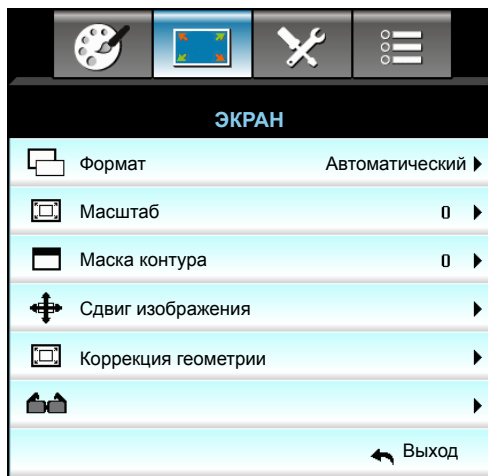 ЭКРАН
Формат Автоматический
Масштаб 0
Маска контура 0
Сдвиг изображения
Коррекция геометрии
Выход